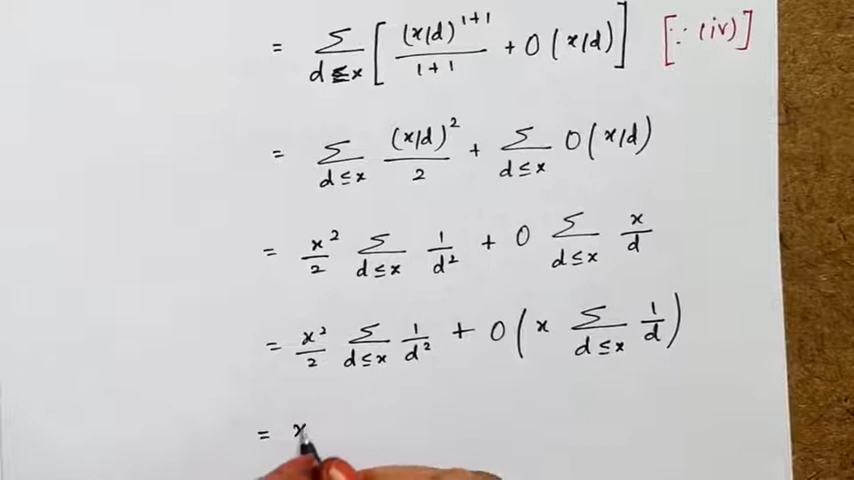 = Σ_{d≤x} [ (x/d)^{1+1} / 1+1 + O(x/d) ] [∵ (iv)]
= Σ_{d≤x} (x/d)^2 / 2 + Σ_{d≤x} O(x/d)
= x^2/2 Σ_{d≤x} 1/d^2 + O Σ_{d≤x} x/d
= x^2/2 Σ_{d≤x} 1/d^2 + O( x Σ_{d≤x} 1/d )
= x